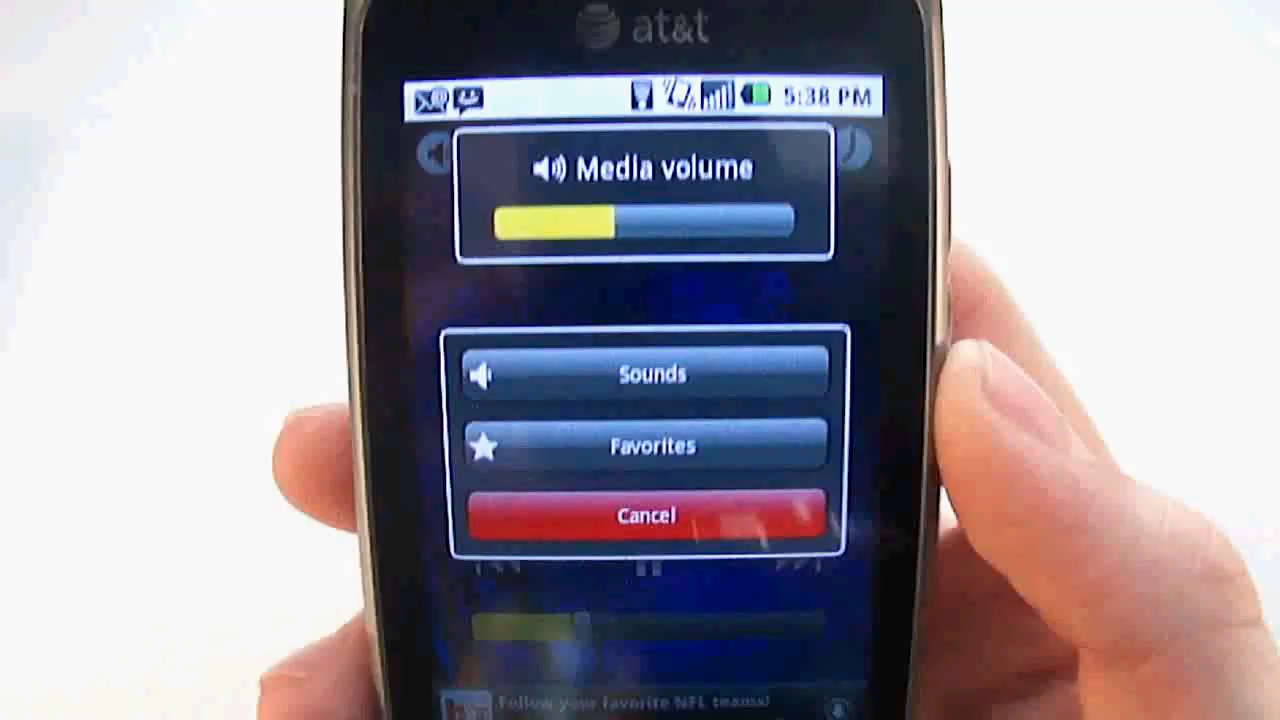 at&t
5:38 PM
Media volume
Sounds
Favorites
Cancel
Follow your favorite NFL teams!